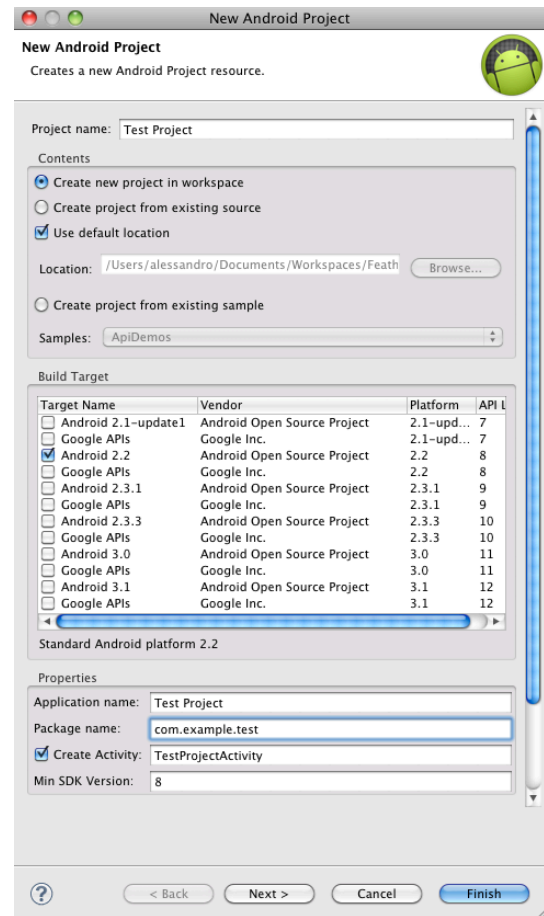 New Android Project
New Android Project
Creates a new Android Project resource.
Project name: Test Project
Contents
Create new project in workspace
Create project from existing source
Use default location
Location: /Users/alessandro/Documents/Workspaces/Feath Browse...
Create project from existing sample
Samples: ApiDemos
Build Target
Target Name Vendor Platform API L
Android 2.1-update1 Android Open Source Project 2.1-upd... 7
Google APIs Google Inc. 2.1-upd... 7
Android 2.2 Android Open Source Project 2.2 8
Google APIs Google Inc. 2.2 8
Android 2.3.1 Android Open Source Project 2.3.1 9
Google APIs Google Inc. 2.3.1 9
Android 2.3.3 Android Open Source Project 2.3.3 10
Google APIs Google Inc. 2.3.3 10
Android 3.0 Android Open Source Project 3.0 11
Google APIs Google Inc. 3.0 11
Android 3.1 Android Open Source Project 3.1 12
Google APIs Google Inc. 3.1 12
Standard Android platform 2.2
Properties
Application name: Test Project
Package name: com.example.test
Create Activity: TestProjectActivity
Min SDK Version: 8
? < Back Next > Cancel Finish